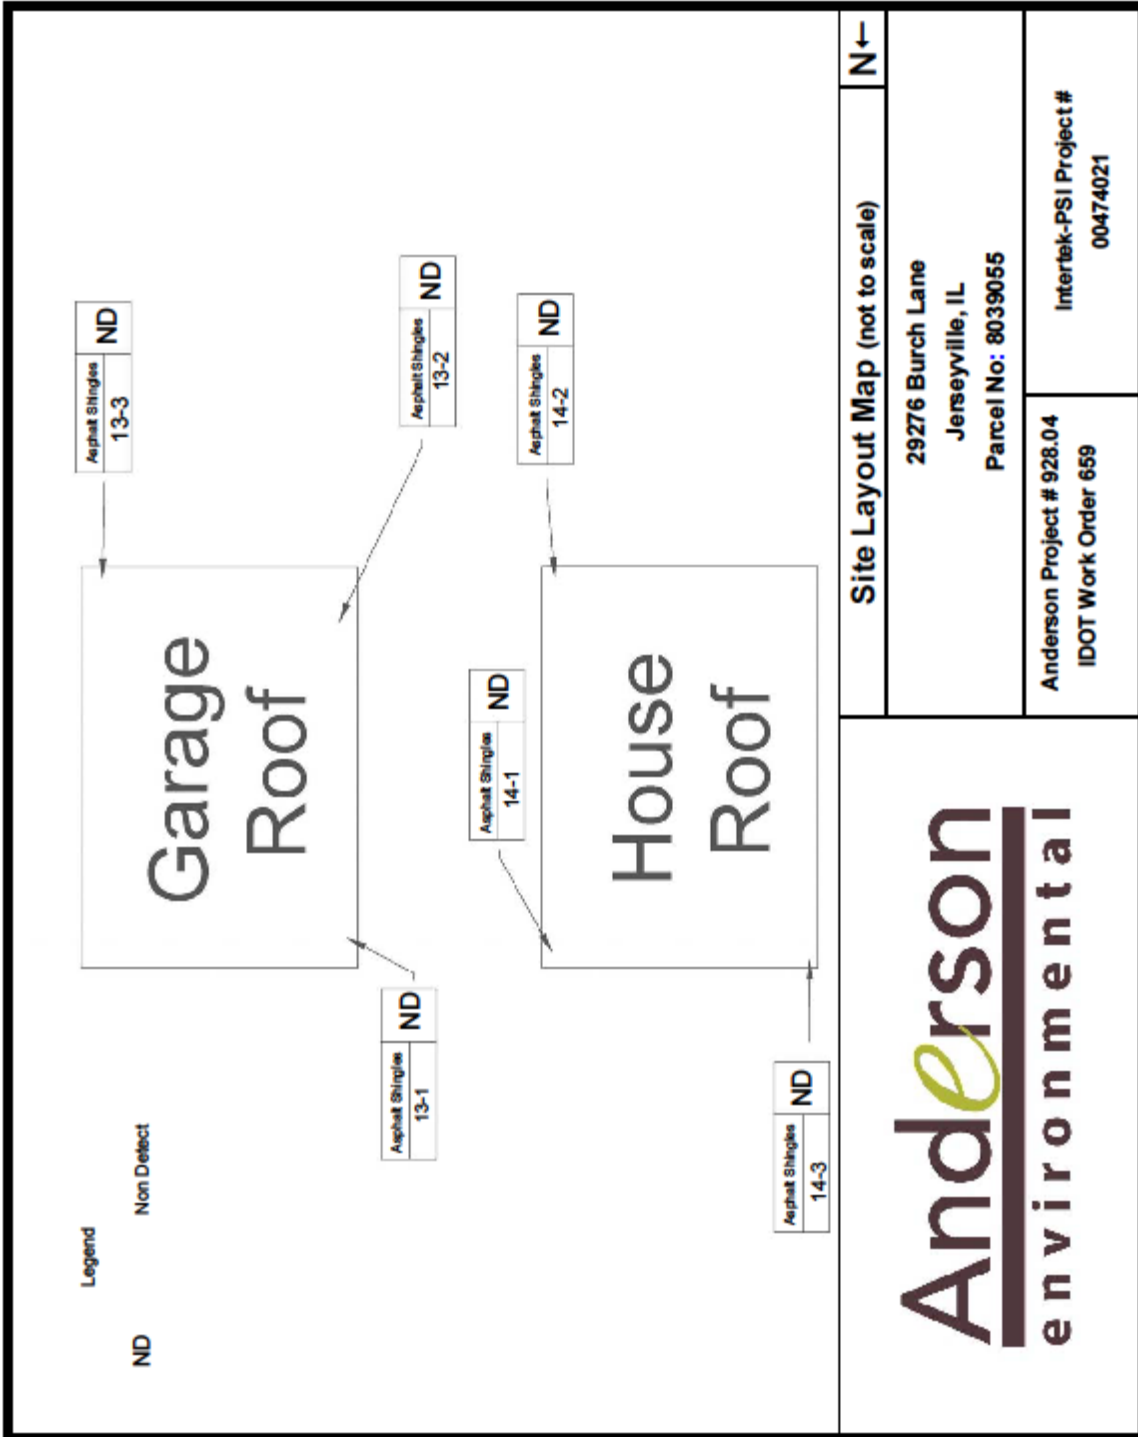 Legend
ND Non Detect
Asphalt Shingles
13-3
ND
Garage
Roof
Asphalt Shingles
13-1
ND
Asphalt Shingles
13-2
ND
Asphalt Shingles
14-1
ND
Asphalt Shingles
14-2
ND
House
Roof
Asphalt Shingles
14-3
ND
Anderson
environmental
Site Layout Map (not to scale)
N
29276 Burch Lane
Jerseyville, IL
Parcel No: 8039055
Anderson Project # 928.04
IDOT Work Order 659
Intertek-PSI Project #
00474021